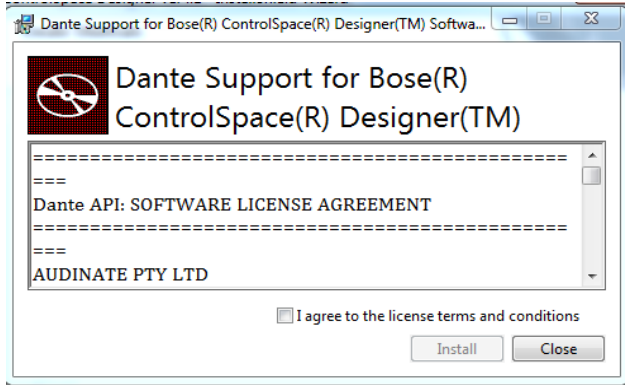 Dante Support for Bose(R) ControlSpace(R) Designer(TM) Softwa...
Dante Support for Bose(R)
ControlSpace(R) Designer(TM)
===============================================
===
Dante API: SOFTWARE LICENSE AGREEMENT
===============================================
===
AUDINATE PTY LTD
I agree to the license terms and conditions
Install
Close